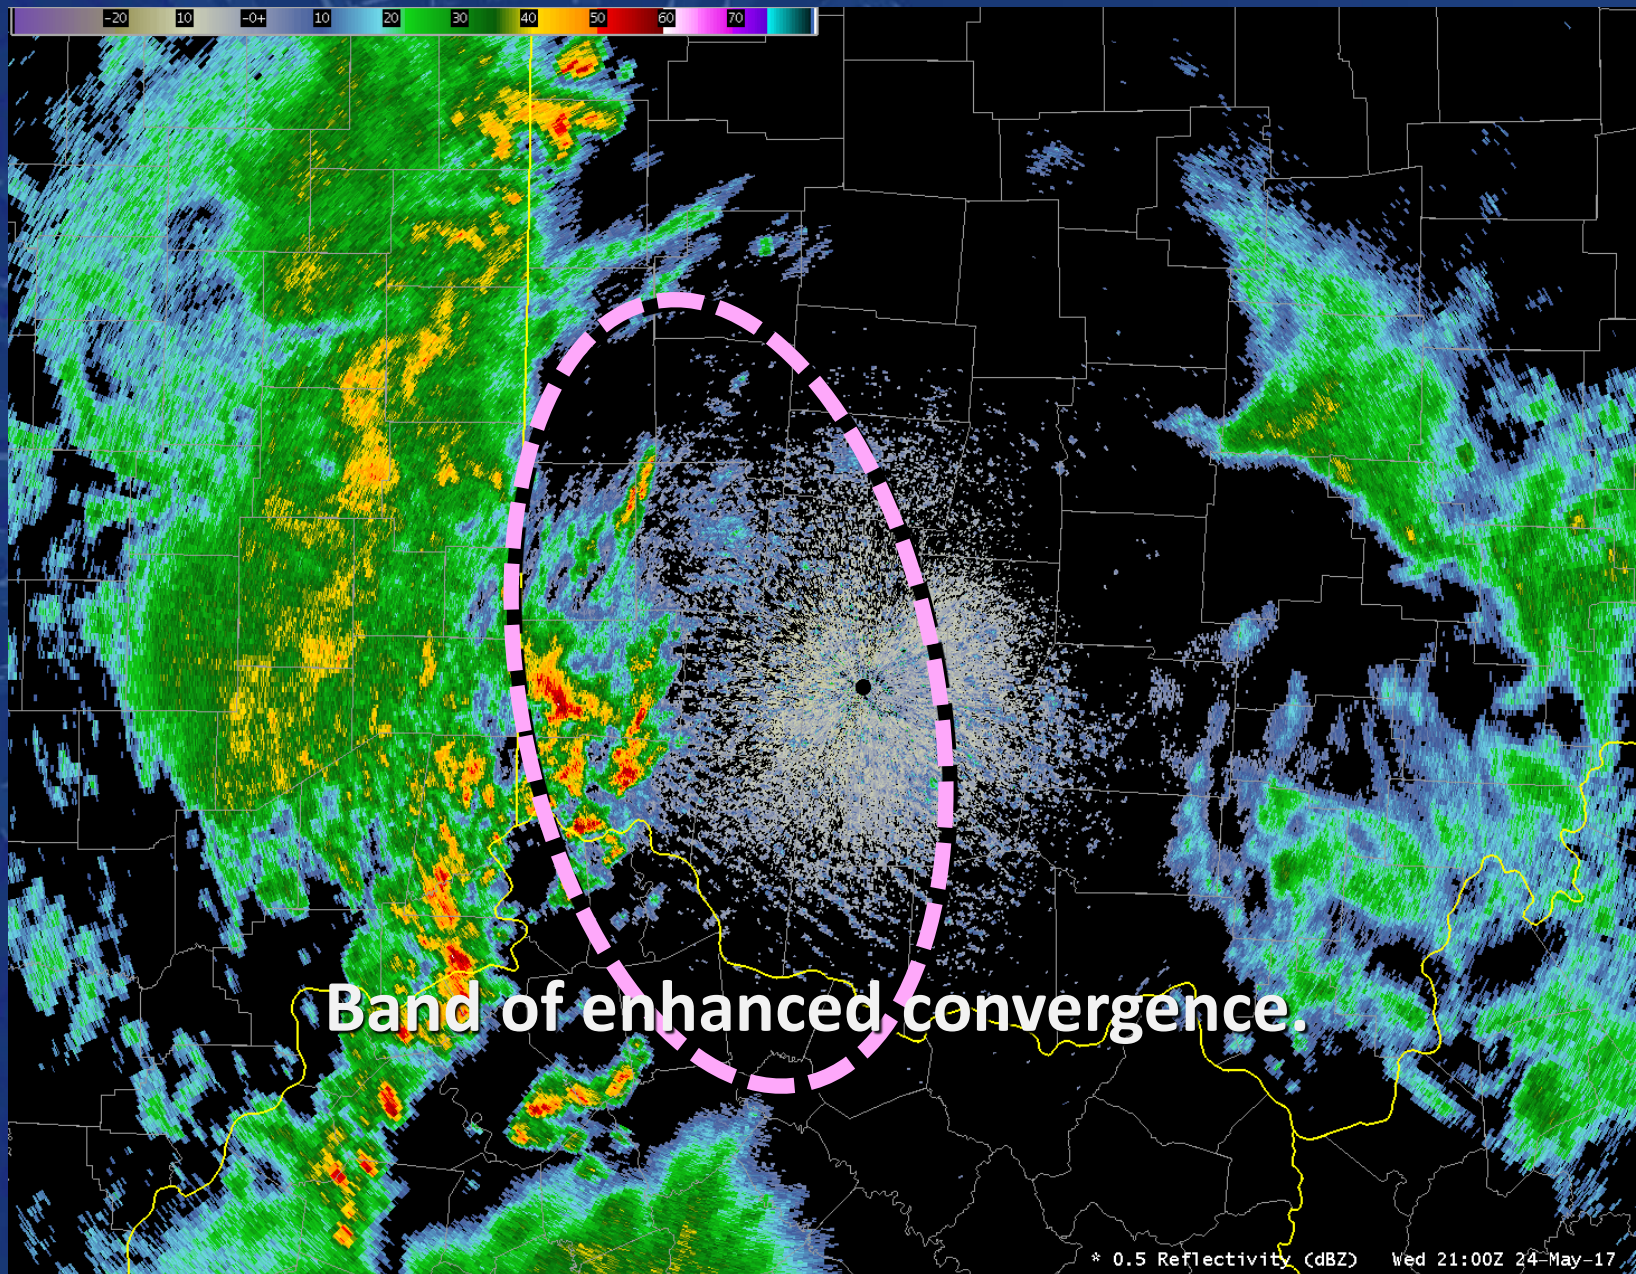 -20 10 -0+ 10 20 30 40 50 60 70
Band of enhanced convergence.
* 0.5 Reflectivity (dBZ) Wed 21:00Z 24-May-17